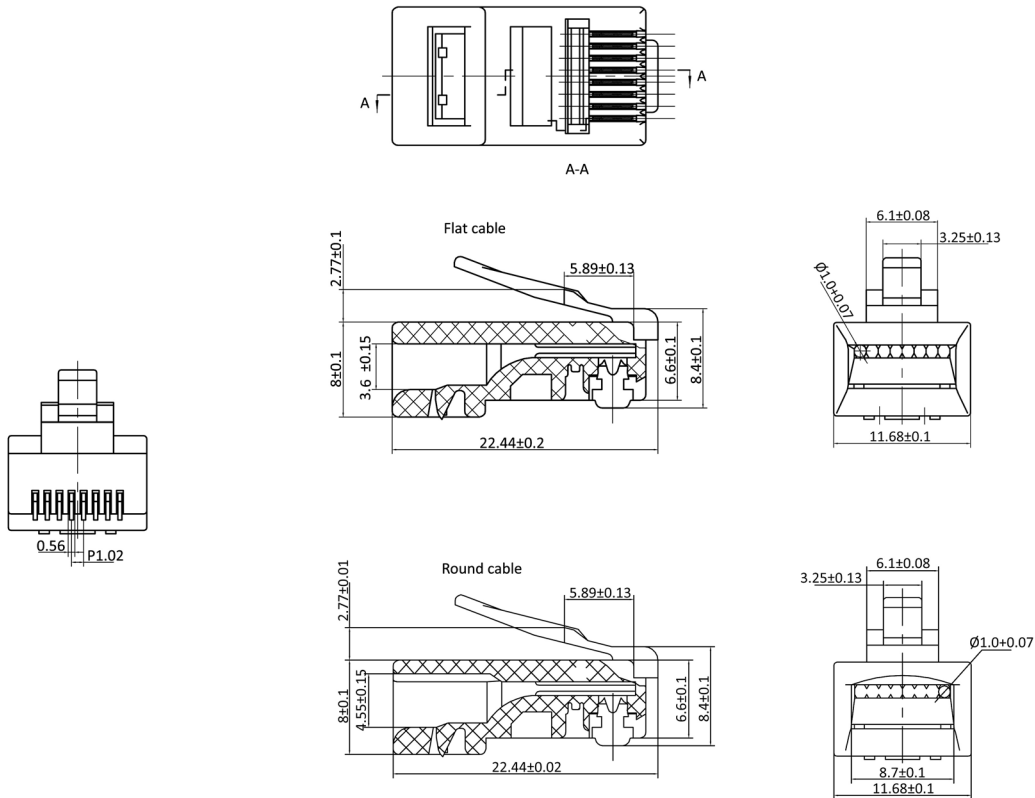 A
A
A-A
Flat cable
2.77±0.1
5.89±0.13
8±0.1
3.6 ±0.15
6.6±0.1
8.4±0.1
22.44±0.2
6.1±0.08
3.25±0.13
Ø1.0+0.07
11.68±0.1
0.56
P1.02
Round cable
2.77±0.01
5.89±0.13
8±0.1
4.55±0.15
6.6±0.1
8.4±0.1
22.44±0.02
6.1±0.08
3.25±0.13
Ø1.0+0.07
8.7±0.1
11.68±0.1